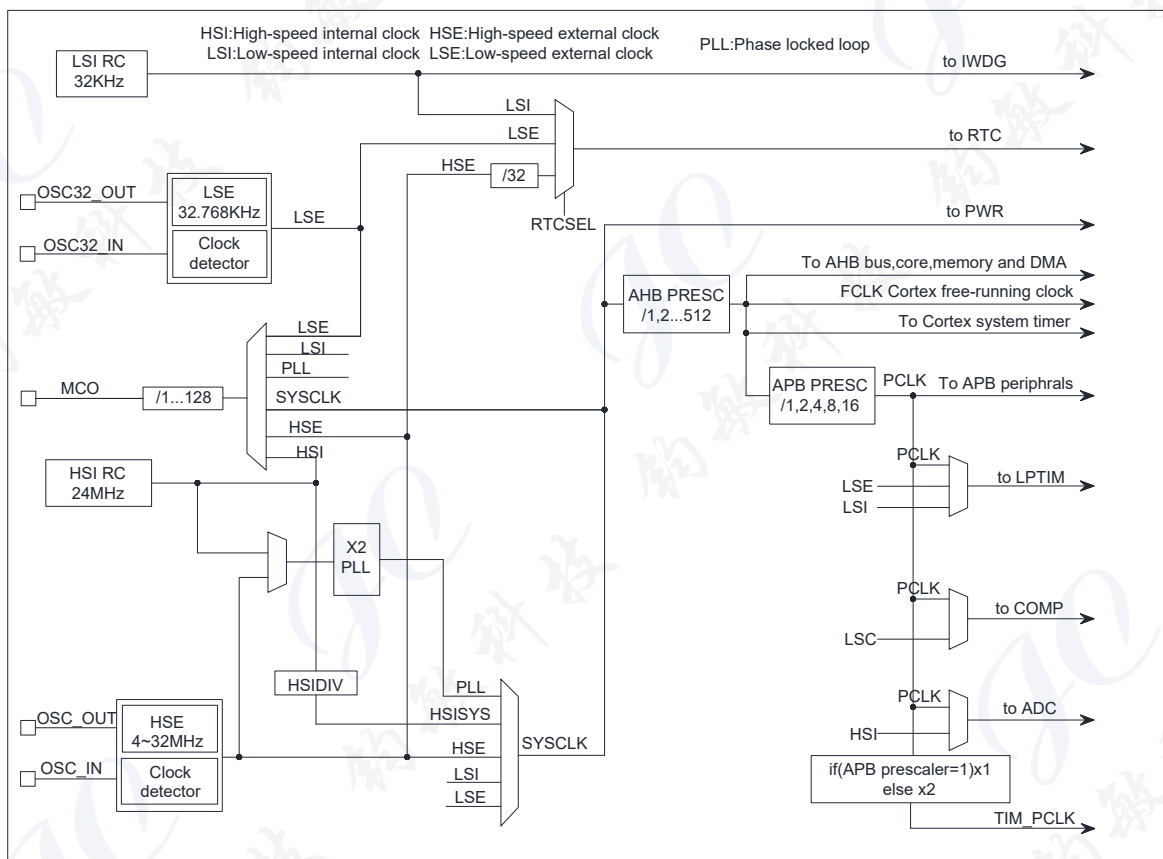 HSI:High-speed internal clock HSE:High-speed external clock
LSI:Low-speed internal clock LSE:Low-speed external clock
PLL:Phase locked loop
LSI RC
32KHz
to IWDG
LSI
LSE
HSE
/32
to RTC
RTCSEL
OSC32_OUT
LSE
32.768KHz
LSE
OSC32_IN
Clock
detector
to PWR
AHB PRESC
/1,2...512
To AHB bus,core,memory and DMA
FCLK Cortex free-running clock
To Cortex system timer
LSE
LSI
PLL
MCO
/1...128
SYSCLK
HSE
HSI
APB PRESC
/1,2,4,8,16
PCLK
To APB periphrals
HSI RC
24MHz
PCLK
LSE
LSI
to LPTIM
X2
PLL
PCLK
LSC
to COMP
HSIDIV
PLL
HSISYS
HSE
LSI
LSE
SYSCLK
PCLK
HSI
to ADC
OSC_OUT
HSE
4~32MHz
OSC_IN
Clock
detector
if(APB prescaler=1)x1
else x2
TIM_PCLK
钧敏科技